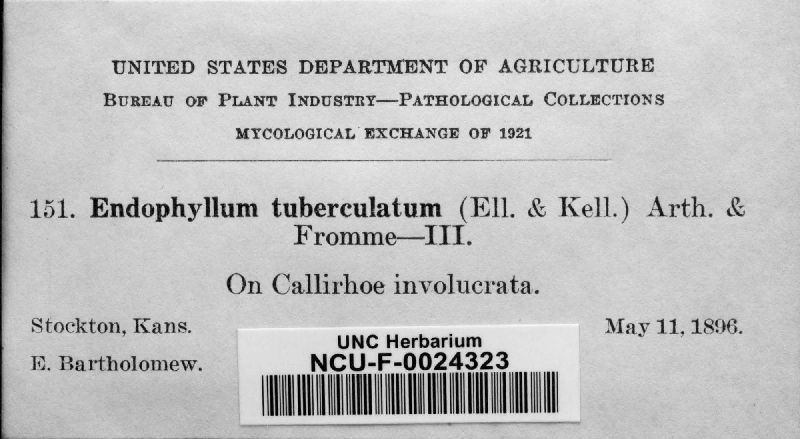 UNITED STATES DEPARTMENT OF AGRICULTURE
BUREAU OF PLANT INDUSTRY—PATHOLOGICAL COLLECTIONS
MYCOLOGICAL EXCHANGE OF 1921
151. Endophyllum tuberculatum (Ell. & Kell.) Arth. &
Fromme—III.
On Callirhoe involucrata.
Stockton, Kans.
May 11, 1896.
E. Bartholomew.
UNC Herbarium
NCU-F-0024323